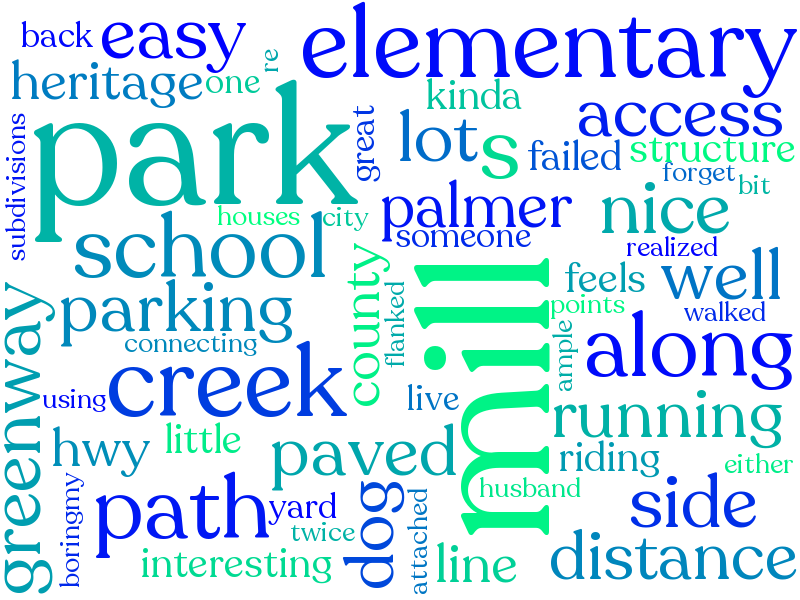 back
easy
elementary
re
heritage
one
kinda
park
great
lot
s
access
failed
structure
forget
bit
subdivisions
houses
city
palmer
nice
someone
realized
school
county
flanked
mill
feels
well
points
walked
parking
connecting
ample
along
greenway
using
creek
live
running
hwy
little
paved
riding
either
boringmy
path
yard
twice
dog
attached
husband
side
interesting
line
distance